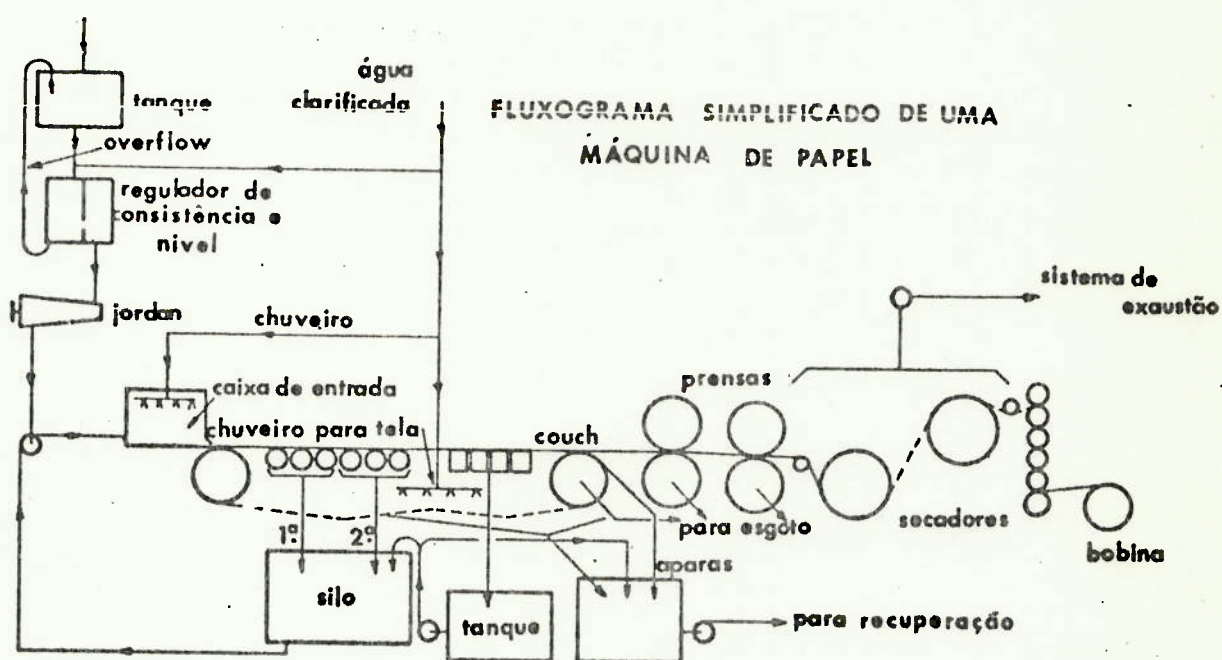 FLUXOGRAMA SIMPLIFICADO DE UMA
MÁQUINA DE PAPEL
água
clarificada
tanque
overflow
regulador de
consistência e
nivel
jordan
chuveiro
caixa de entrada
chuveiro para tela
couch
prensas
sistema de
exaustão
secadores
bobina
para esgoto
1º
2º
aparas
silo
tanque
para recuperação